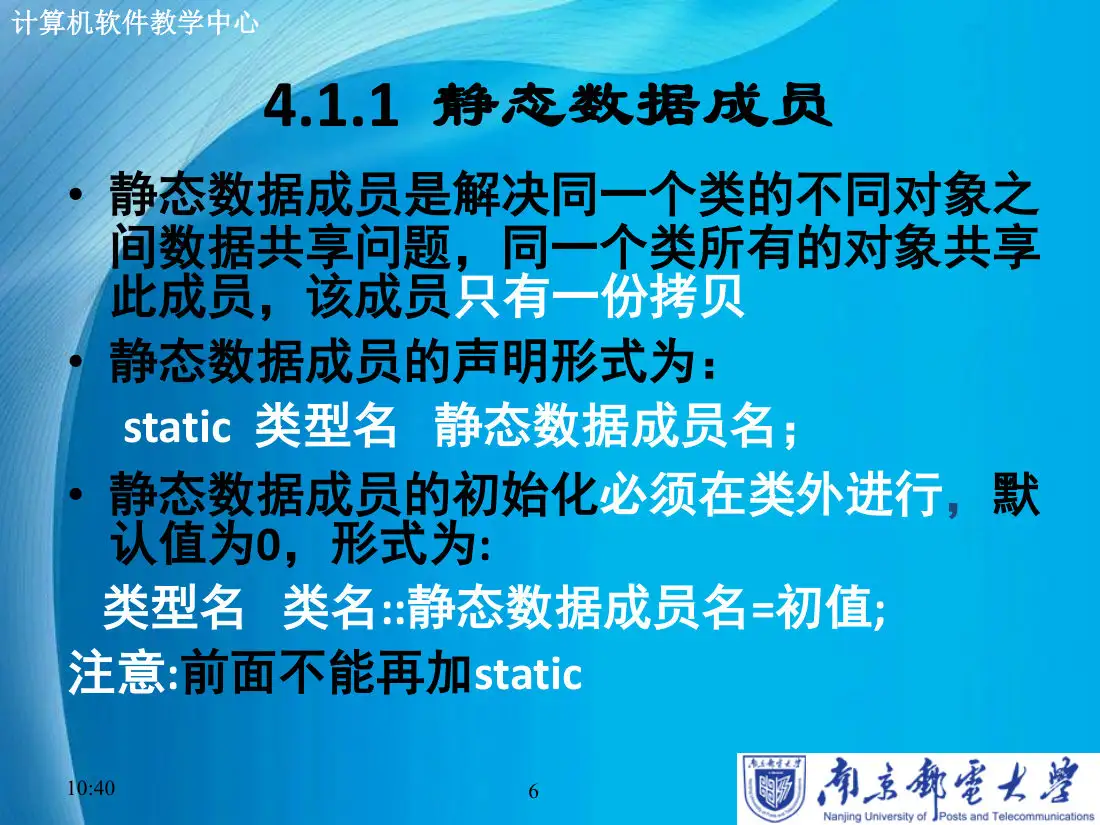 计算机软件教学中心
4.1.1 静态数据成员
• 静态数据成员是解决同一个类的不同对象之
间数据共享问题，同一个类所有的对象共享
此成员，该成员只有一份拷贝
• 静态数据成员的声明形式为：
static 类型名 静态数据成员名；
• 静态数据成员的初始化必须在类外进行，默
认值为0，形式为:
类型名 类名::静态数据成员名=初值;
注意:前面不能再加static
10:40
6
南京邮电大学
Nanjing University of Posts and Telecommunications